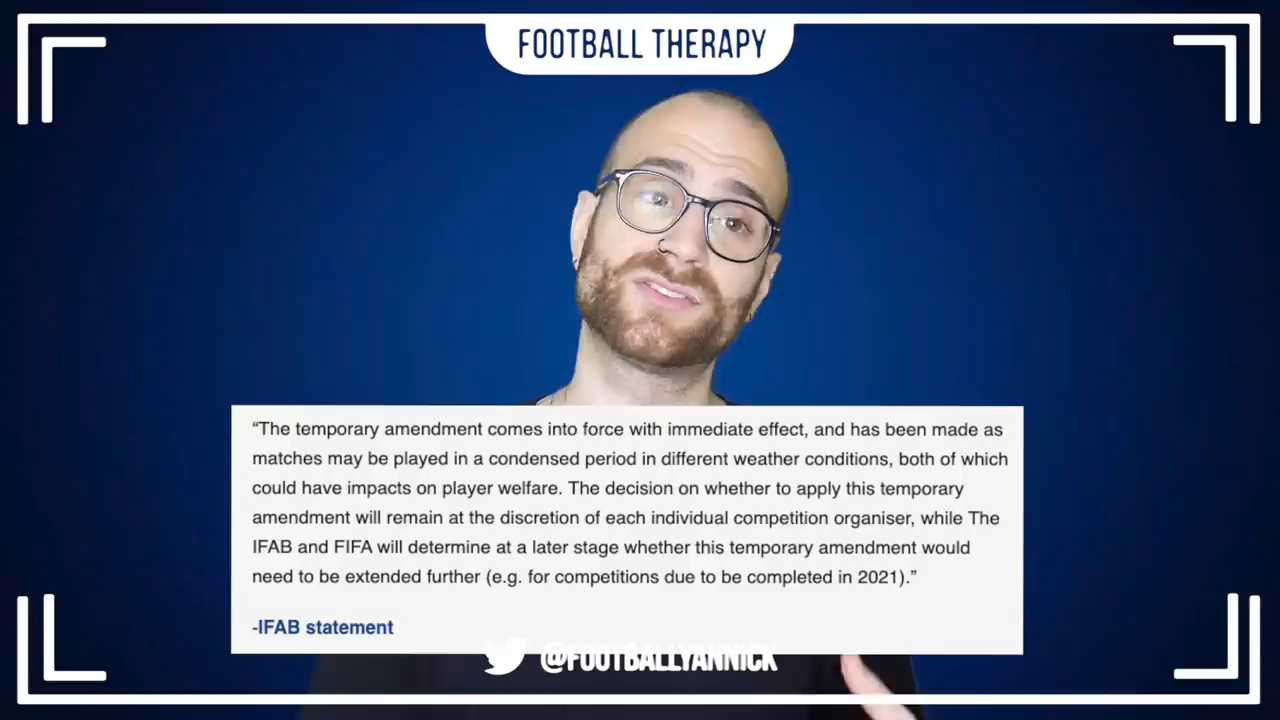 FOOTBALL THERAPY
“The temporary amendment comes into force with immediate effect, and has been made as
matches may be played in a condensed period in different weather conditions, both of which
could have impacts on player welfare. The decision on whether to apply this temporary
amendment will remain at the discretion of each individual competition organiser, while The
IFAB and FIFA will determine at a later stage whether this temporary amendment would
need to be extended further (e.g. for competitions due to be completed in 2021).”
-IFAB statement
@FOOTBALLYANNICK